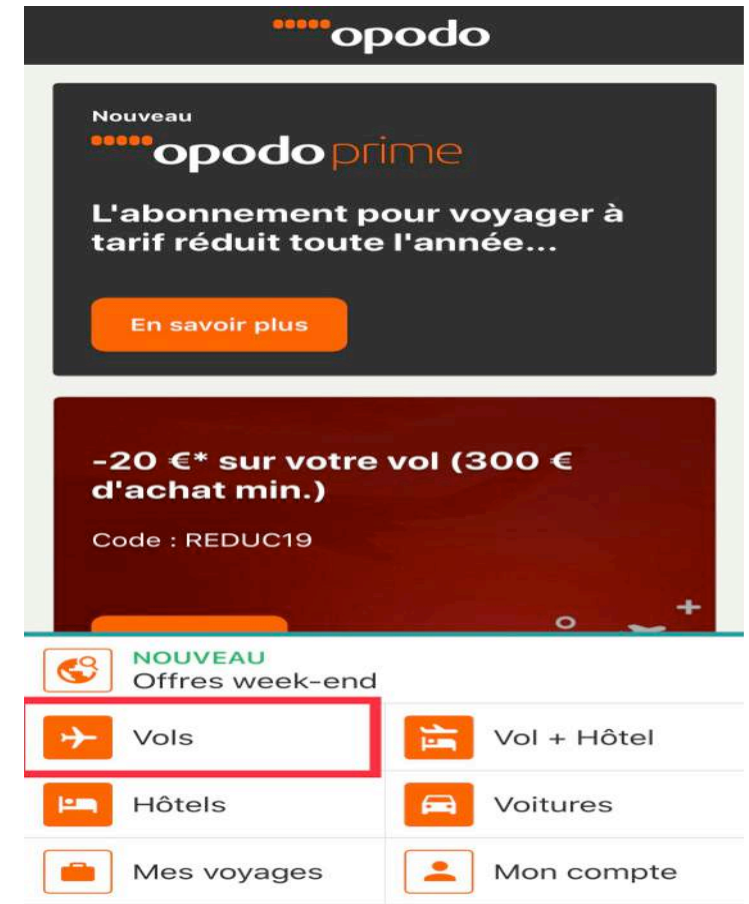 opodo
Nouveau
opodo prime
L'abonnement pour voyager à
tarif réduit toute l'année...
En savoir plus
-20 €* sur votre vol (300 €
d'achat min.)
Code : REDUC19
NOUVEAU
Offres week-end
Vols
Vol + Hôtel
Hôtels
Voitures
Mes voyages
Mon compte